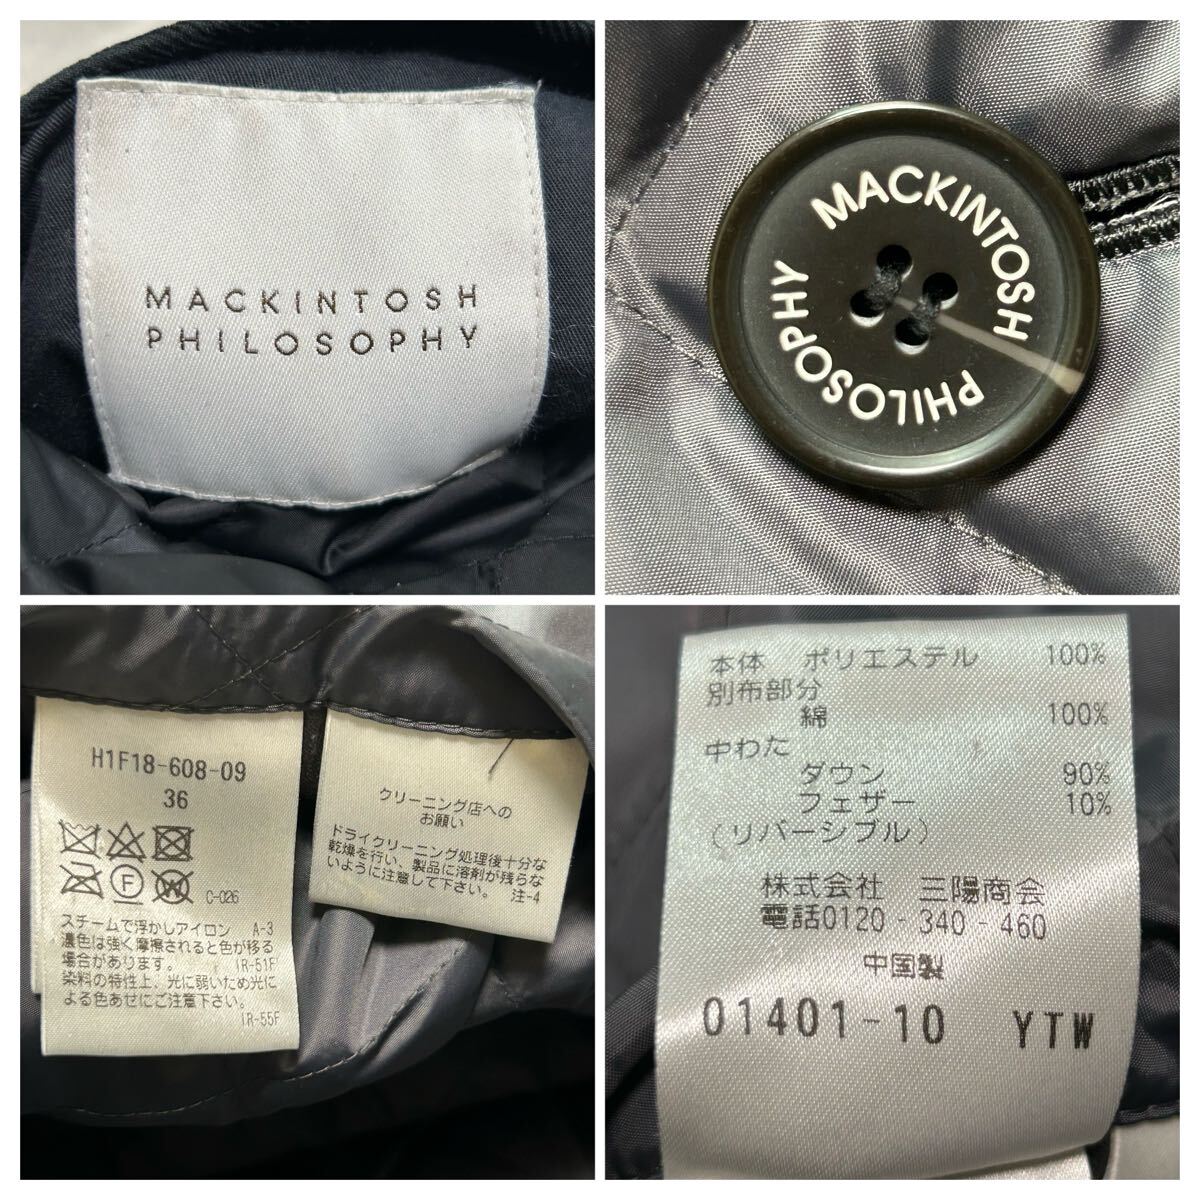 MACKINTOSH
PHILOSOPHY
MACKINTOSH
PHILOSOPHY
H1F18-608-09
36
F
W
C-026
スチームで浮かしアイロン A-3
濃色は強く摩擦されると色が移る
場合があります。 IR-51F
染料の特性上、光に弱いため光に
よる色あせにご注意下さい。
IR-55F
クリーニング店への
お願い
ドライクリーニング処理後十分な
乾燥を行い、製品に溶剤が残らな
いように注意して下さい。 注-4
本体 ポリエステル 100%
別布部分
綿 100%
中わた
ダウン 90%
フェザー 10%
(リバーシブル)
株式会社 三陽商会
電話0120-340-460
中国製
01401-10 YTW